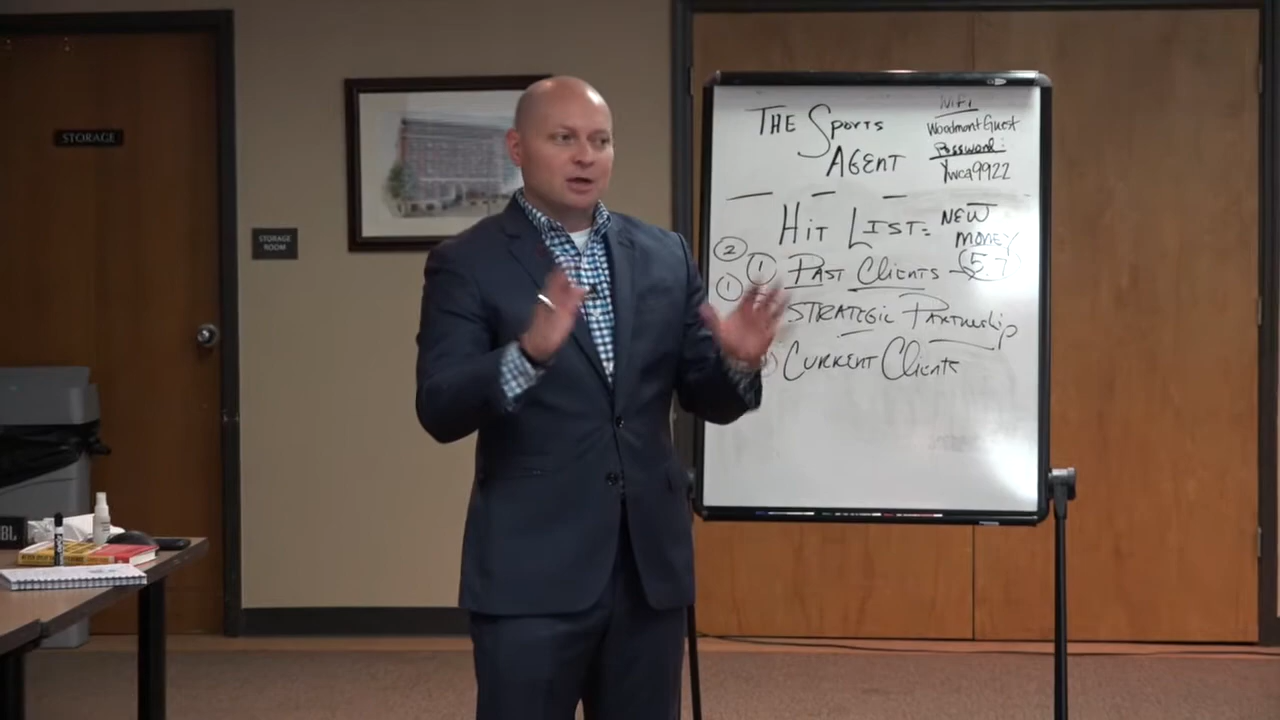 STORAGE
STORAGE
ROOM
THE SPORTS
AGENT
WiFi
Woodmont Guest
Password:
Ywca9922
HIT LIST:
NEW
MONEY
② ① PAST CLIENTS – 5.7
① STRATEGIC PARTNERSHIP
CURRENT CLIENTS
JBL